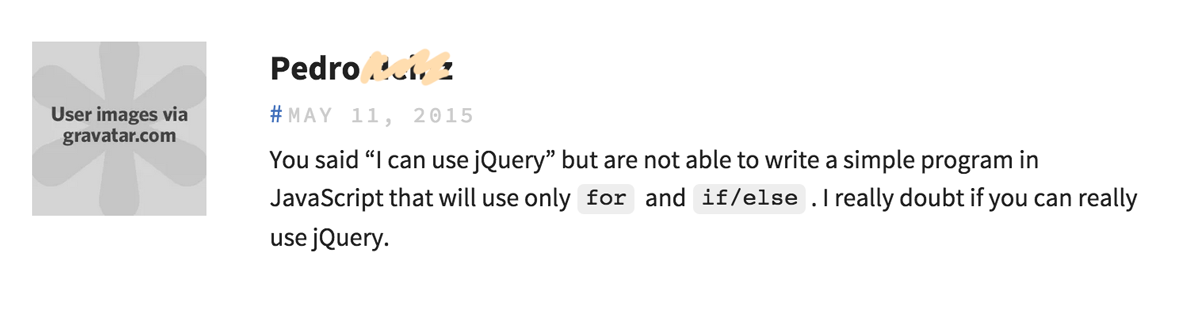 User images via
gravatar.com
Pedro
#MAY 11, 2015
You said “I can use jQuery” but are not able to write a simple program in
JavaScript that will use only for and if/else . I really doubt if you can really
use jQuery.